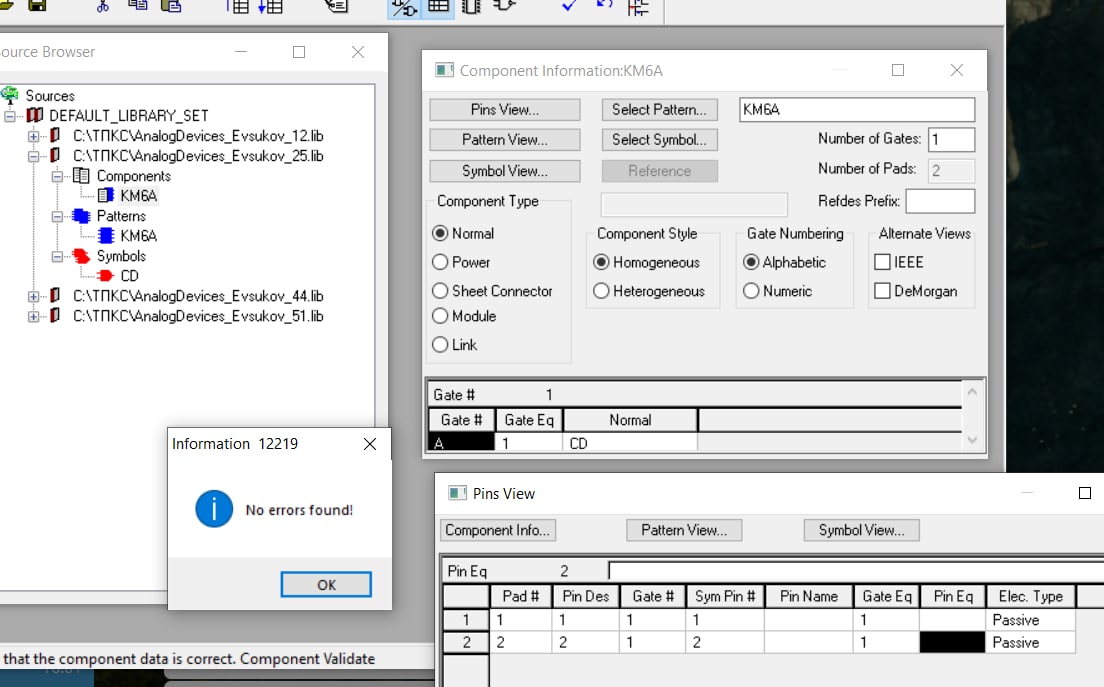 ource Browser
Sources
DEFAULT_LIBRARY_SET
C:\ТПКС\AnalogDevices_Evsukov_12.lib
C:\ТПКС\AnalogDevices_Evsukov_25.lib
Components
KM6A
Patterns
KM6A
Symbols
CD
C:\ТПКС\AnalogDevices_Evsukov_44.lib
C:\ТПКС\AnalogDevices_Evsukov_51.lib
Component Information:KM6A
Pins View... Select Pattern... KM6A
Pattern View... Select Symbol... Number of Gates: 1
Symbol View... Reference Number of Pads: 2
Refdes Prefix:
Component Type
Normal
Power
Sheet Connector
Module
Link
Component Style
Homogeneous
Heterogeneous
Gate Numbering
Alphabetic
Numeric
Alternate Views
IEEE
DeMorgan
Gate # 1
Gate # Gate Eq Normal
A 1 CD
Information 12219
No errors found!
OK
Pins View
Component Info... Pattern View... Symbol View...
Pin Eq 2
Pad # Pin Des Gate # Sym Pin # Pin Name Gate Eq Pin Eq Elec. Type
1 1 1 1 1 1 Passive
2 2 2 1 2 1 Passive
that the component data is correct. Component Validate